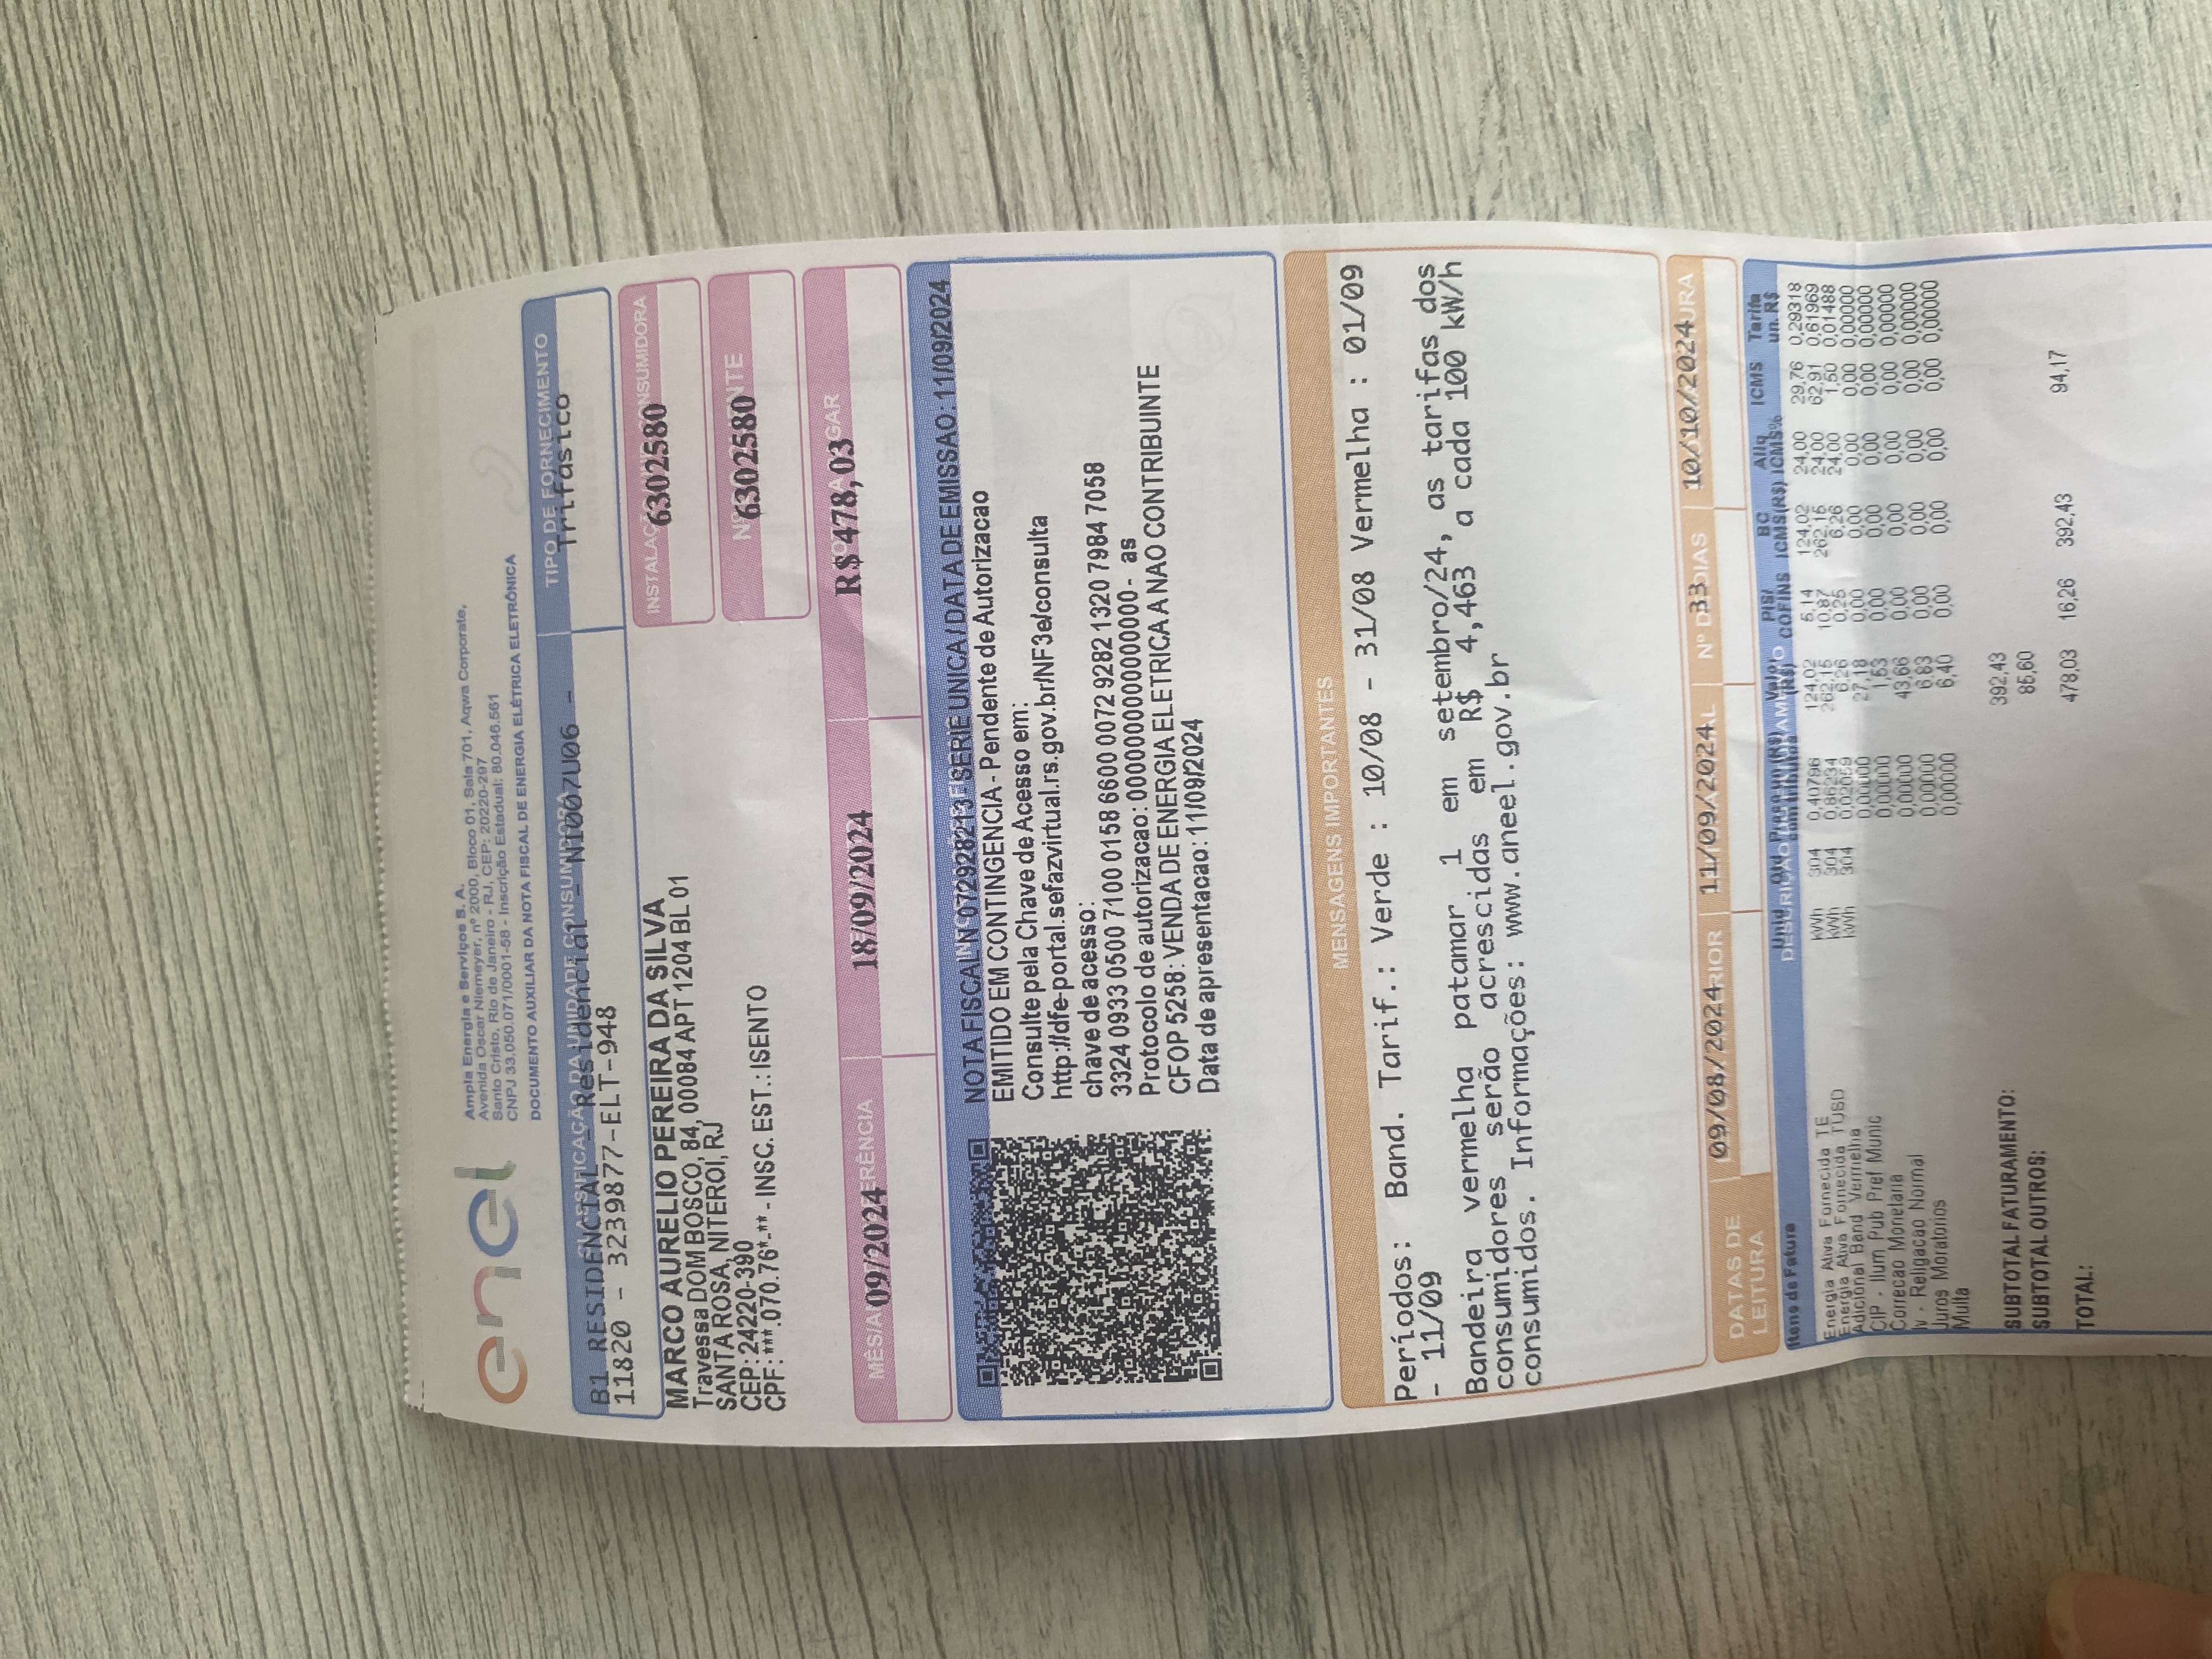 enel
Ampla Energia e Serviços S. A.
Avenida Oscar Niemeyer, nº 2000, Bloco 01, Sala 701, Aqwa Corporate,
Santo Cristo, Rio de Janeiro - RJ, CEP: 20220-297
CNPJ 33.050.071/0001-58 - Inscrição Estadual: 80.046.561
DOCUMENTO AUXILIAR DA NOTA FISCAL DE ENERGIA ELÉTRICA ELETRÔNICA
CLASSIFICAÇÃO DA UNIDADE CONSUMIDORA
TIPO DE FORNECIMENTO
B1 RESIDENCIAL - Residencial - NI007U06 -
Trifásico
11820 - 3239877-ELT-948
MARCO AURELIO PEREIRA DA SILVA
Travessa DOM BOSCO, 84, 00084 APT 1204 BL 01
SANTA ROSA, NITEROI, RJ
CEP: 24220-390
CPF: ***.070.76*-** - INSC. EST.: ISENTO
INSTALAÇÃO CONSUMIDORA
6302580
6302580
09/2024
18/09/2024
R$ 478,03
NOTA FISCAL N 072928213 - SERIE UNICA / DATA DE EMISSAO: 11/09/2024
EMITIDO EM CONTINGENCIA - Pendente de Autorizacao
Consulte pela Chave de Acesso em:
http://dfe-portal.sefazvirtual.rs.gov.br/NF3e/consulta
chave de acesso:
3324 0933 0500 7100 0158 6600 0072 9282 1320 7984 7058
Protocolo de autorizacao: 0000000000000000 - as
CFOP 5258: VENDA DE ENERGIA ELETRICA A NAO CONTRIBUINTE
Data de apresentacao: 11/09/2024
MENSAGENS IMPORTANTES
Períodos: Band. Tarif.: Verde : 10/08 - 31/08 Vermelha : 01/09
- 11/09
Bandeira vermelha patamar 1 em setembro/24, as tarifas dos
consumidores serão acrescidas em R$ 4,463 a cada 100 kW/h
consumidos. Informações: www.aneel.gov.br
DATAS DE
LEITURA
09/08/2024
11/09/2024
33
10/10/2024
Itens de Fatura
Energia Ativa Fornecida TE kWh 304 0,40796 124,02 5,14 124,02 24,00 29,76 0,29318
Energia Ativa Fornecida TUSD kWh 304 0,86234 262,15 10,87 262,15 24,00 62,91 0,61969
Adicional Band Vermelha kWh 304 0,02059 6,26 0,25 6,26 24,00 1,50 0,01488
CIP - Ilum Pub Pref Munic 0,00000 27,18 0,00 0,00 0,00 0,00 0,00000
Correcao Monetaria 0,00000 1,53 0,00 0,00 0,00 0,00 0,00000
IV - Religacao Normal 0,00000 43,66 0,00 0,00 0,00 0,00 0,00000
Juros Moratorios 0,00000 6,83 0,00 0,00 0,00 0,00 0,00000
Multa 0,00000 6,40 0,00 0,00 0,00 0,00 0,00000
SUBTOTAL FATURAMENTO: 392,43
SUBTOTAL OUTROS: 85,60
TOTAL: 478,03 16,26 392,43 94,17